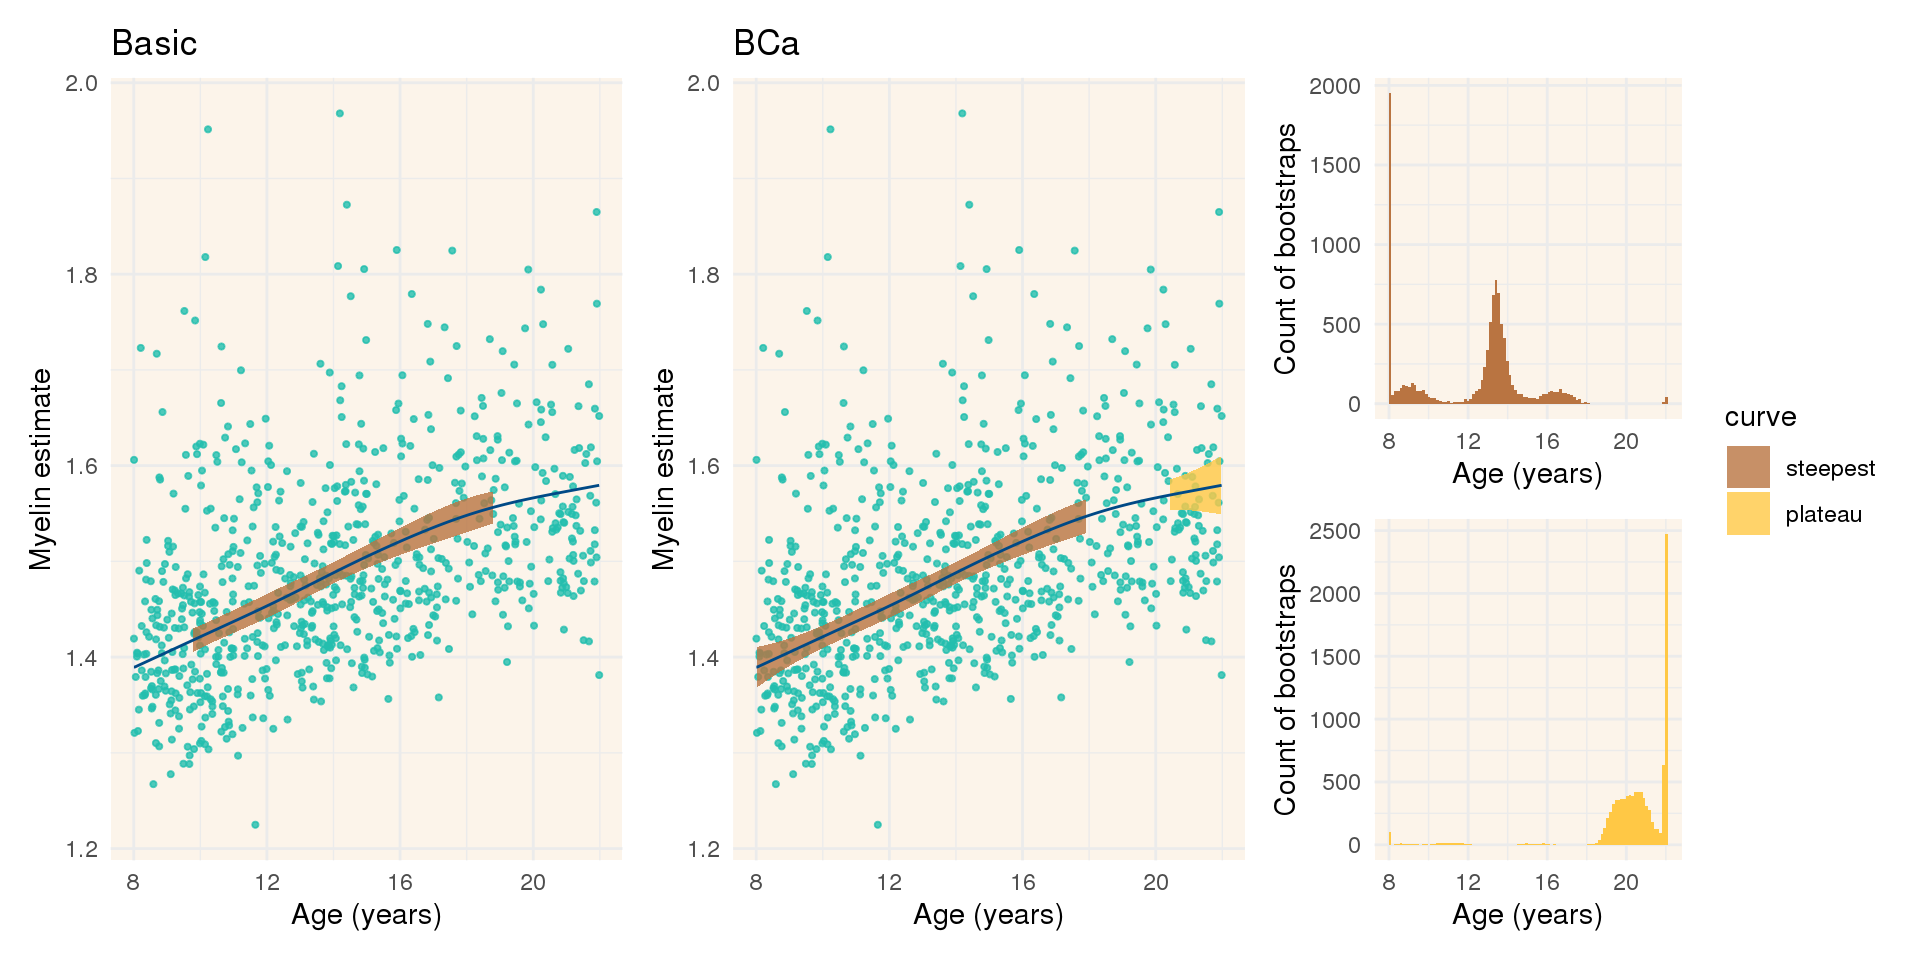 Basic
2.0
1.8
1.6
1.4
1.2
Myelin estimate
8 12 16 20
Age (years)
BCa
2.0
1.8
1.6
1.4
1.2
Myelin estimate
8 12 16 20
Age (years)
2000
1500
1000
500
0
Count of bootstraps
8 12 16 20
Age (years)
2500
2000
1500
1000
500
0
Count of bootstraps
8 12 16 20
Age (years)
curve
steepest
plateau